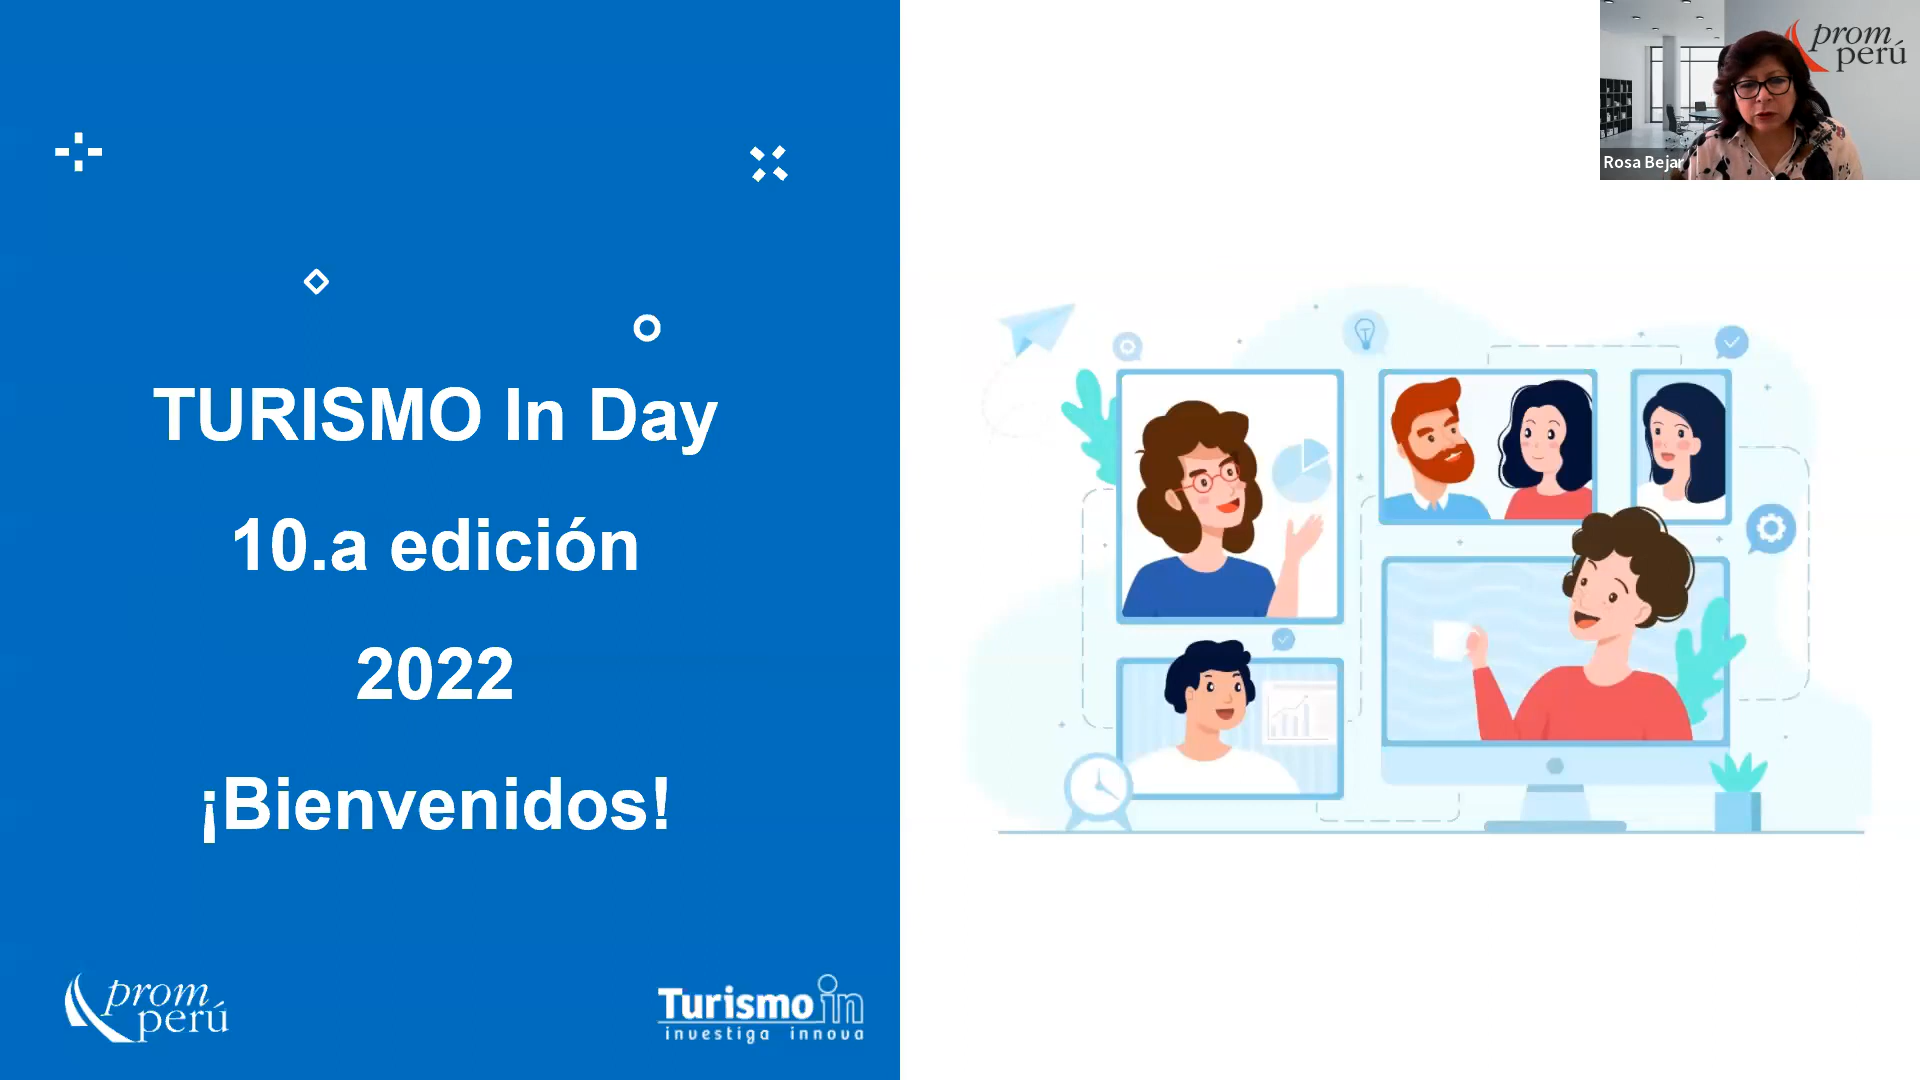 TURISMO In Day
10.a edición
2022
¡Bienvenidos!
prom
perú
Turismo in
investiga innova
prom
perú
Rosa Bejar